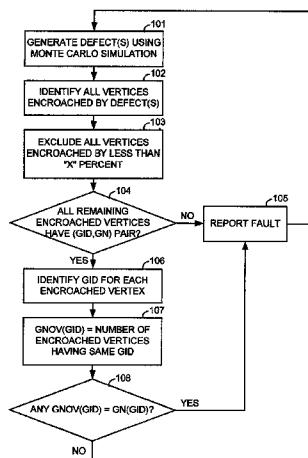 101
GENERATE DEFECT(S) USING
MONTE CARLO SIMULATION
102
IDENTIFY ALL VERTICES
ENCROACHED BY DEFECT(S)
103
EXCLUDE ALL VERTICES
ENCROACHED BY LESS THAN
"X" PERCENT
104
ALL REMAINING
ENCROACHED VERTICES
HAVE (GID,GN) PAIR?
NO
105
REPORT FAULT
YES
106
IDENTIFY GID FOR EACH
ENCROACHED VERTEX
107
GNOV(GID) = NUMBER OF
ENCROACHED VERTICES
HAVING SAME GID
108
ANY GNOV(GID) = GN(GID)?
YES
NO